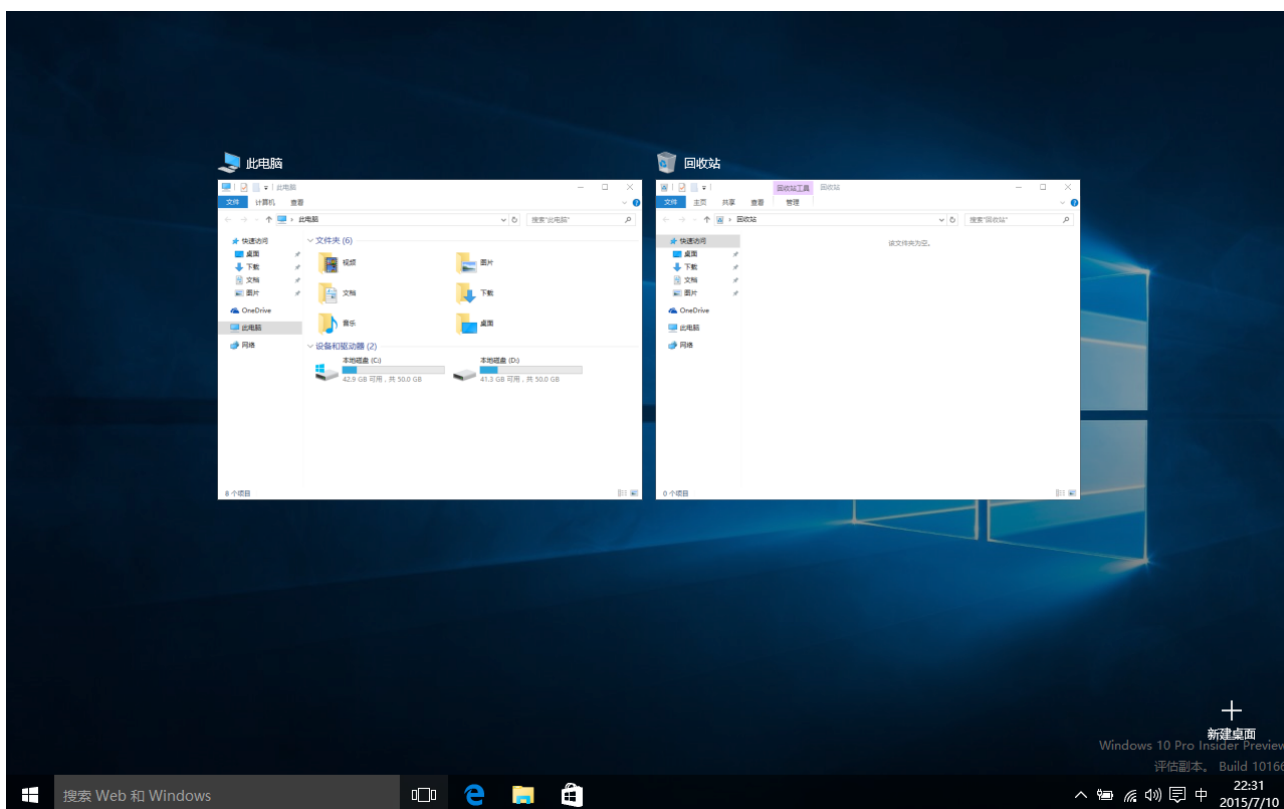 此电脑
此电脑
文件 计算机 查看
此电脑
搜索"此电脑"
快速访问
桌面
下载
文档
图片
OneDrive
此电脑
网络
文件夹 (6)
视频
图片
文档
下载
音乐
桌面
设备和驱动器 (2)
本地磁盘 (C:)
42.9 GB 可用，共 50.0 GB
本地磁盘 (D:)
41.3 GB 可用，共 50.0 GB
8 个项目
回收站
回收站工具 回收站
文件 主页 共享 查看 管理
回收站
搜索"回收站"
快速访问
桌面
下载
文档
图片
OneDrive
此电脑
网络
该文件夹为空。
0 个项目
新建桌面
Windows 10 Pro Insider Preview
评估副本。 Build 10166
搜索 Web 和 Windows
中
22:31
2015/7/10